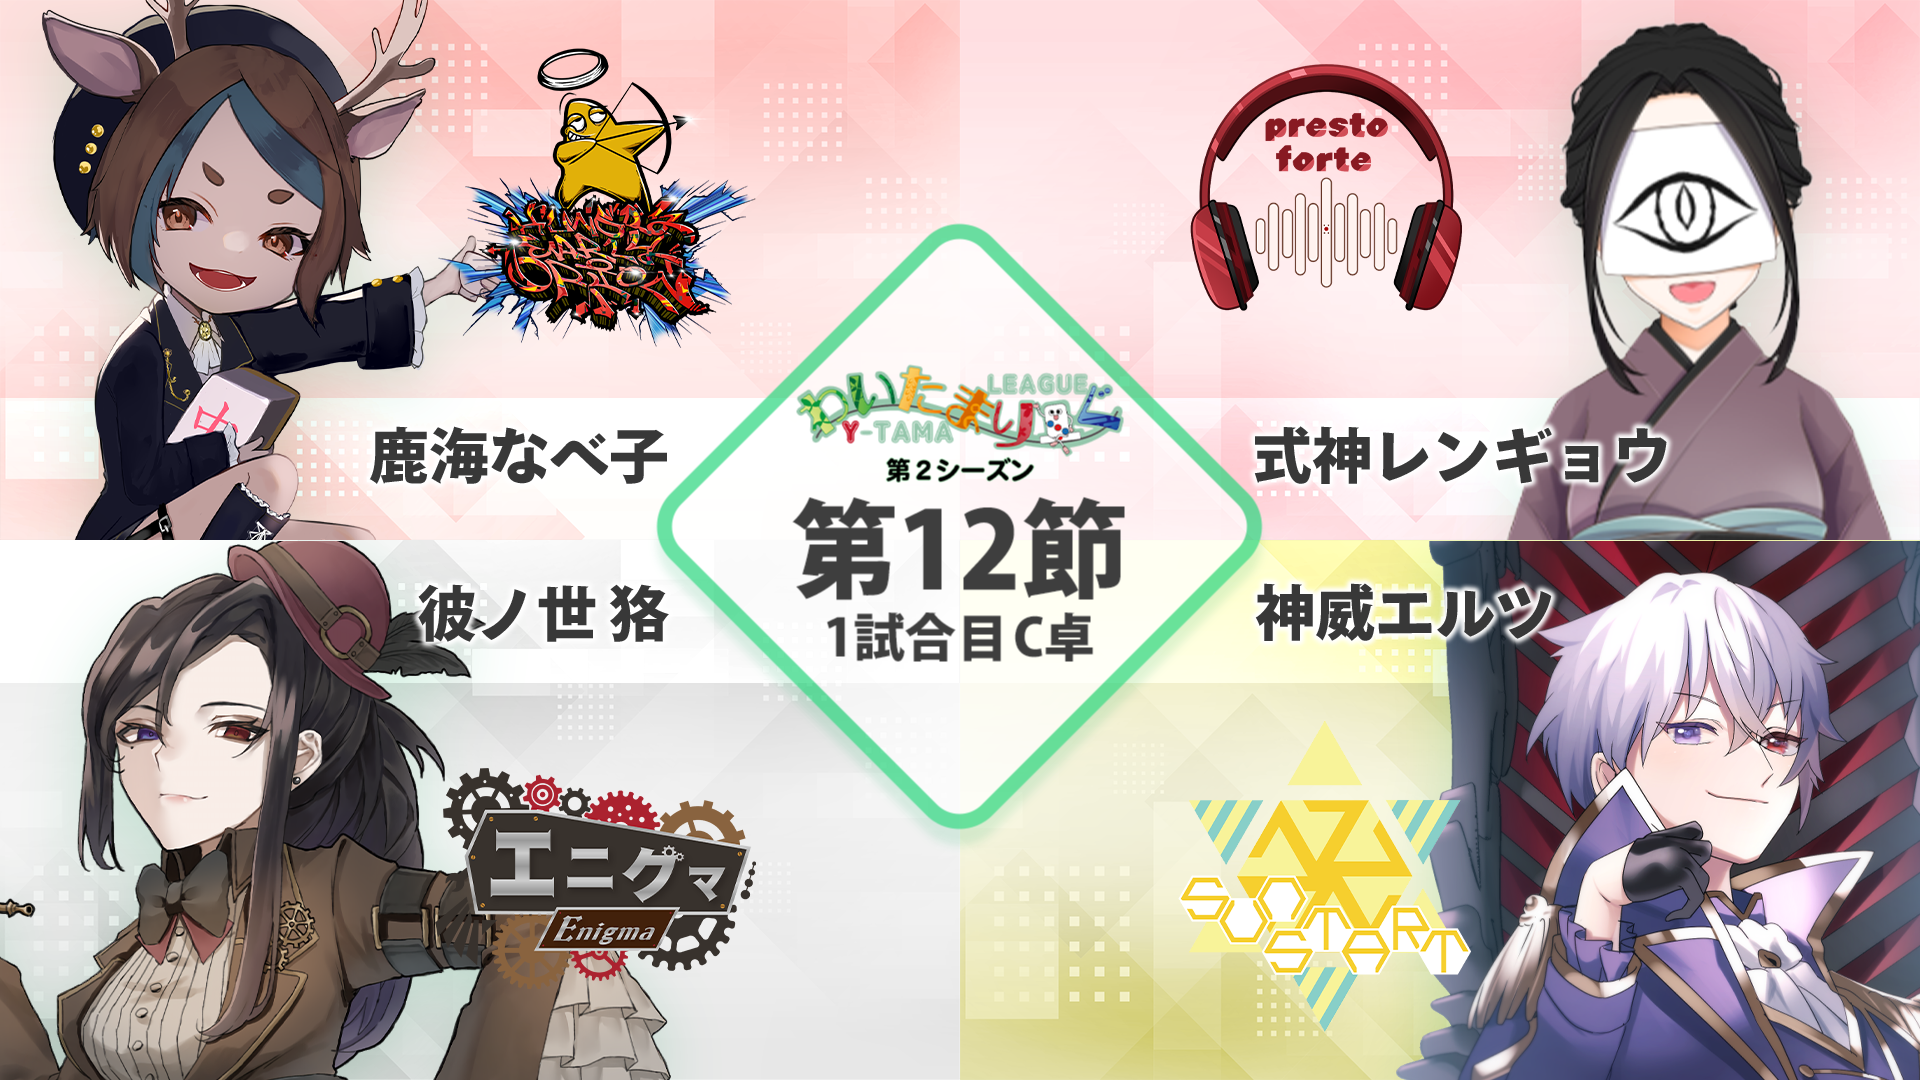 presto
forte
中
鹿海なべ子
式神レンギョウ
わいたまりーぐ
LEAGUE
Y-TAMA
第2シーズン
第12節
1試合目 C卓
彼ノ世 狢
神威エルツ
エニグマ
Enigma
SUO
START